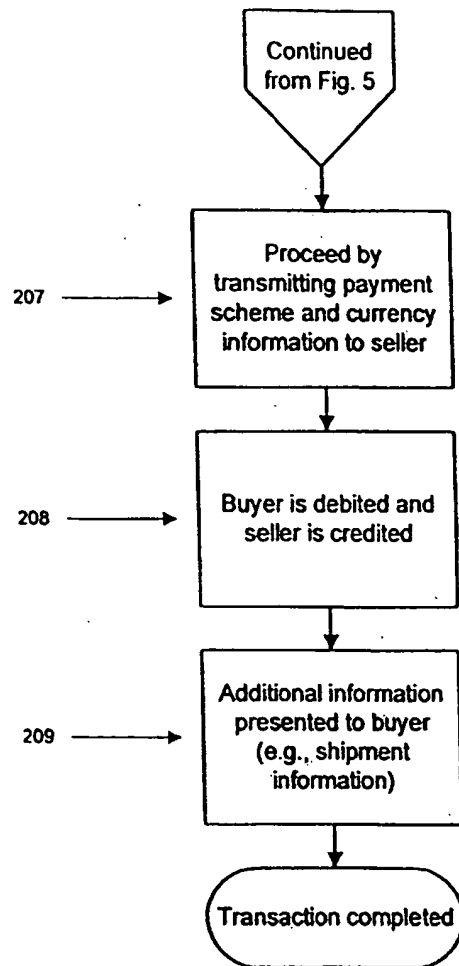 Continued
from Fig. 5
207
Proceed by
transmitting payment
scheme and currency
information to seller
208
Buyer is debited and
seller is credited
209
Additional information
presented to buyer
(e.g., shipment
information)
Transaction completed